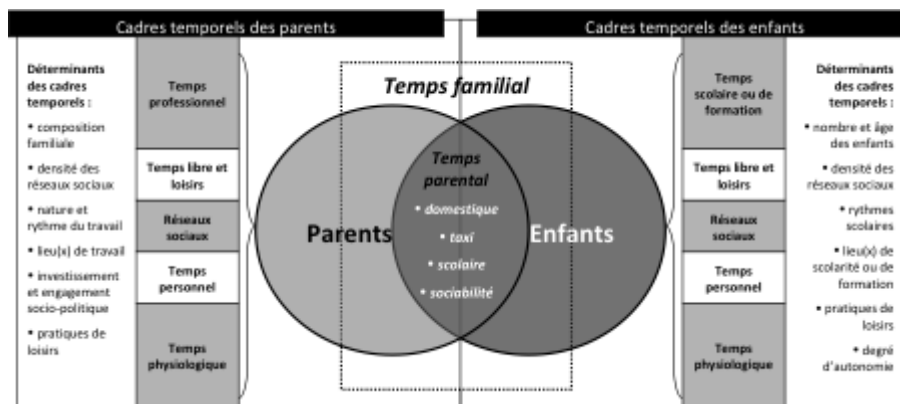 Cadres temporels des parents
Cadres temporels des enfants
Déterminants
des cadres
temporels :
• composition
familiale
• densité des
réseaux sociaux
• nature et
rythme du travail
• lieu(x) de travail
• investissement
et engagement
socio-politique
• pratiques de
loisirs
Temps
professionnel
Temps libre et
loisirs
Réseaux
sociaux
Temps
personnel
Temps
physiologique
Temps familial
Parents
Temps
parental
• domestique
• taxi
• scolaire
• sociabilité
Enfants
Temps
scolaire ou de
formation
Temps libre et
loisirs
Réseaux
sociaux
Temps
personnel
Temps
physiologique
Déterminants
des cadres
temporels :
• nombre et âge
des enfants
• densité des
réseaux sociaux
• rythmes
scolaires
• lieu(x) de
scolarité ou de
formation
• pratiques de
loisirs
• degré
d'autonomie